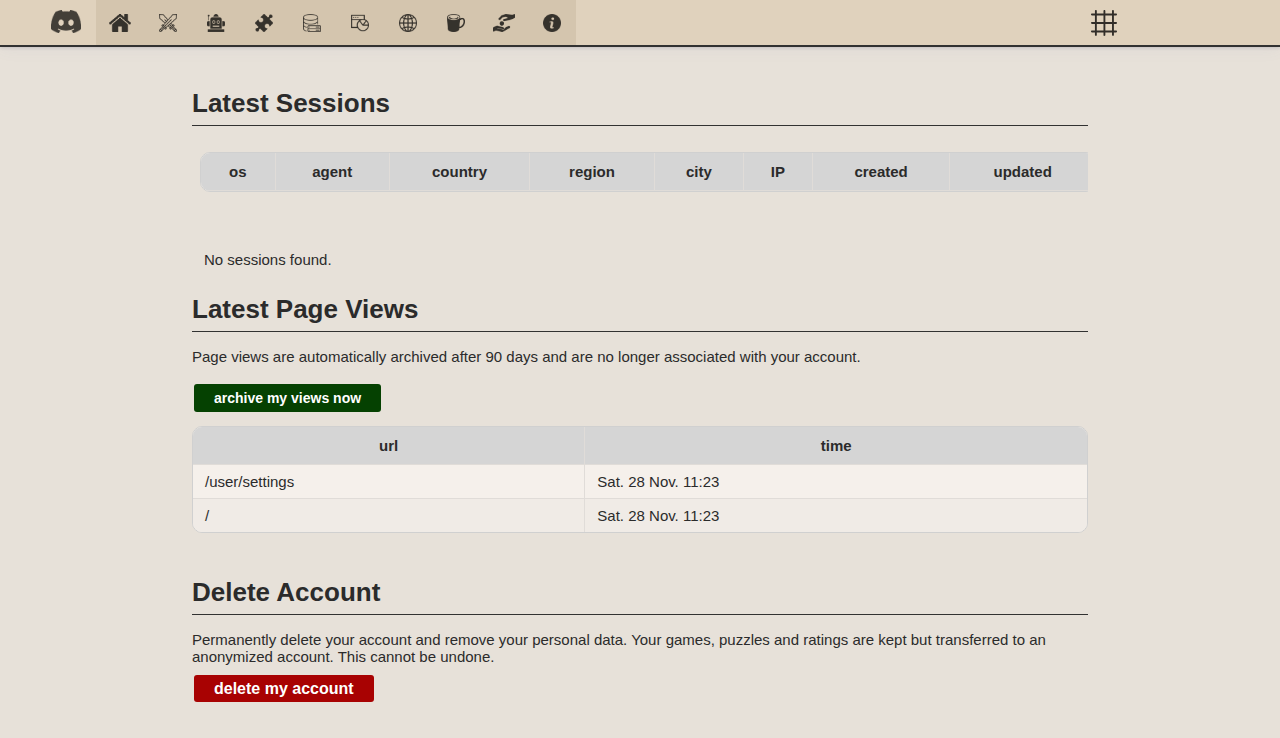 Latest Sessions
os agent country region city IP created updated
No sessions found.
Latest Page Views
Page views are automatically archived after 90 days and are no longer associated with your account.
archive my views now
url time
/user/settings Sat. 28 Nov. 11:23
/ Sat. 28 Nov. 11:23
Delete Account
Permanently delete your account and remove your personal data. Your games, puzzles and ratings are kept but transferred to an
anonymized account. This cannot be undone.
delete my account